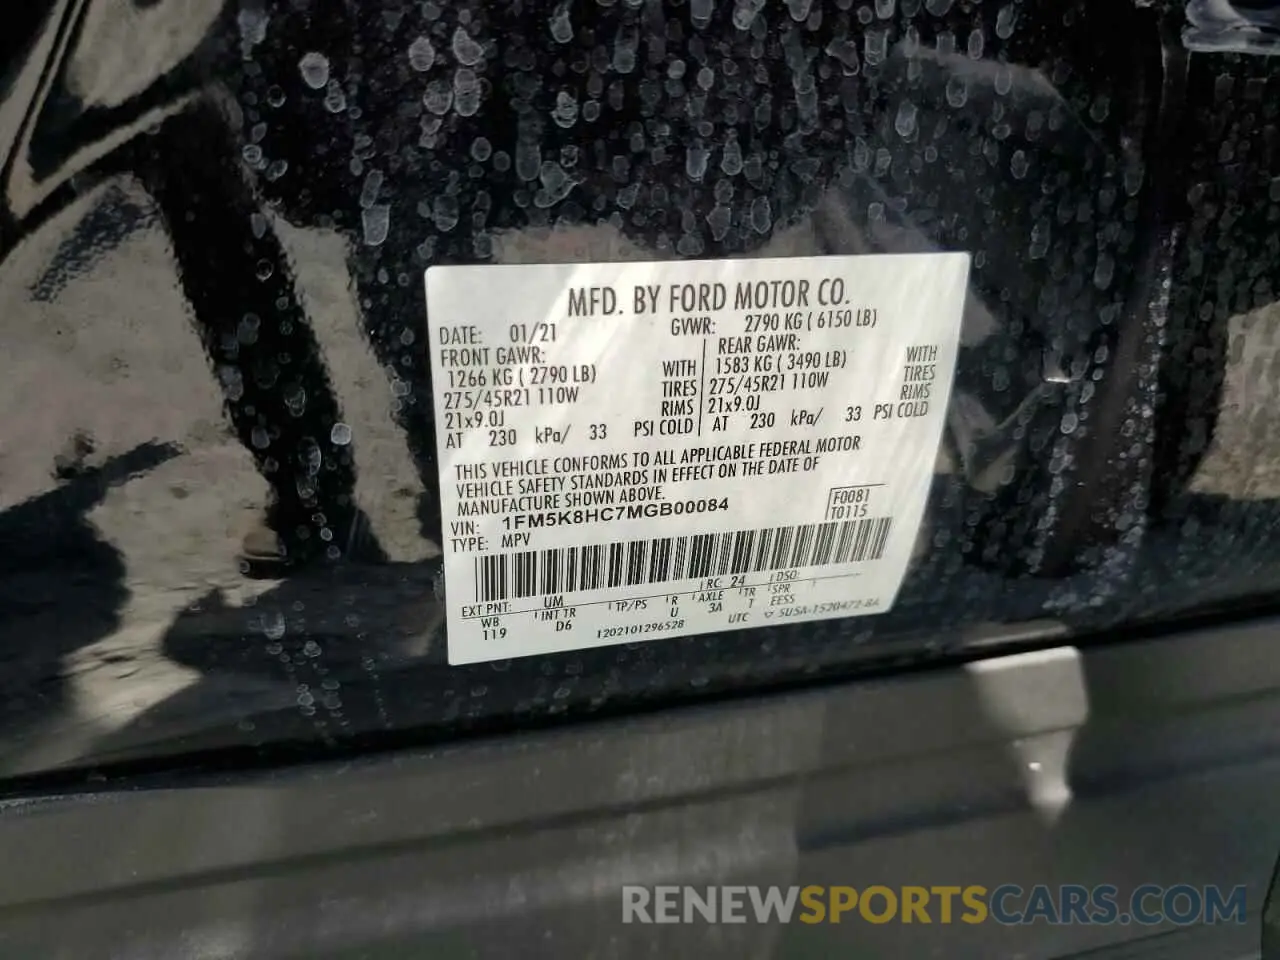 MFD. BY FORD MOTOR CO.
DATE: 01/21 GVWR: 2790 KG ( 6150 LB)
FRONT GAWR: REAR GAWR:
1266 KG ( 2790 LB) WITH 1583 KG ( 3490 LB) WITH
275/45R21 110W TIRES 275/45R21 110W TIRES
21x9.0J RIMS 21x9.0J RIMS
AT 230 kPa/ 33 PSI COLD AT 230 kPa/ 33 PSI COLD
THIS VEHICLE CONFORMS TO ALL APPLICABLE FEDERAL MOTOR
VEHICLE SAFETY STANDARDS IN EFFECT ON THE DATE OF
MANUFACTURE SHOWN ABOVE.
VIN: 1FM5K8HC7MGB00084 F0081
TYPE: MPV T0115
EXT PNT: UM RC: 24 DSO:
WB INT TR TP/PS R AXLE TR SPR
119 D6 U 3A T EESS
1202101296528 UTC 5U5A-1520472-BA
RENEWSPORTSCARS.COM